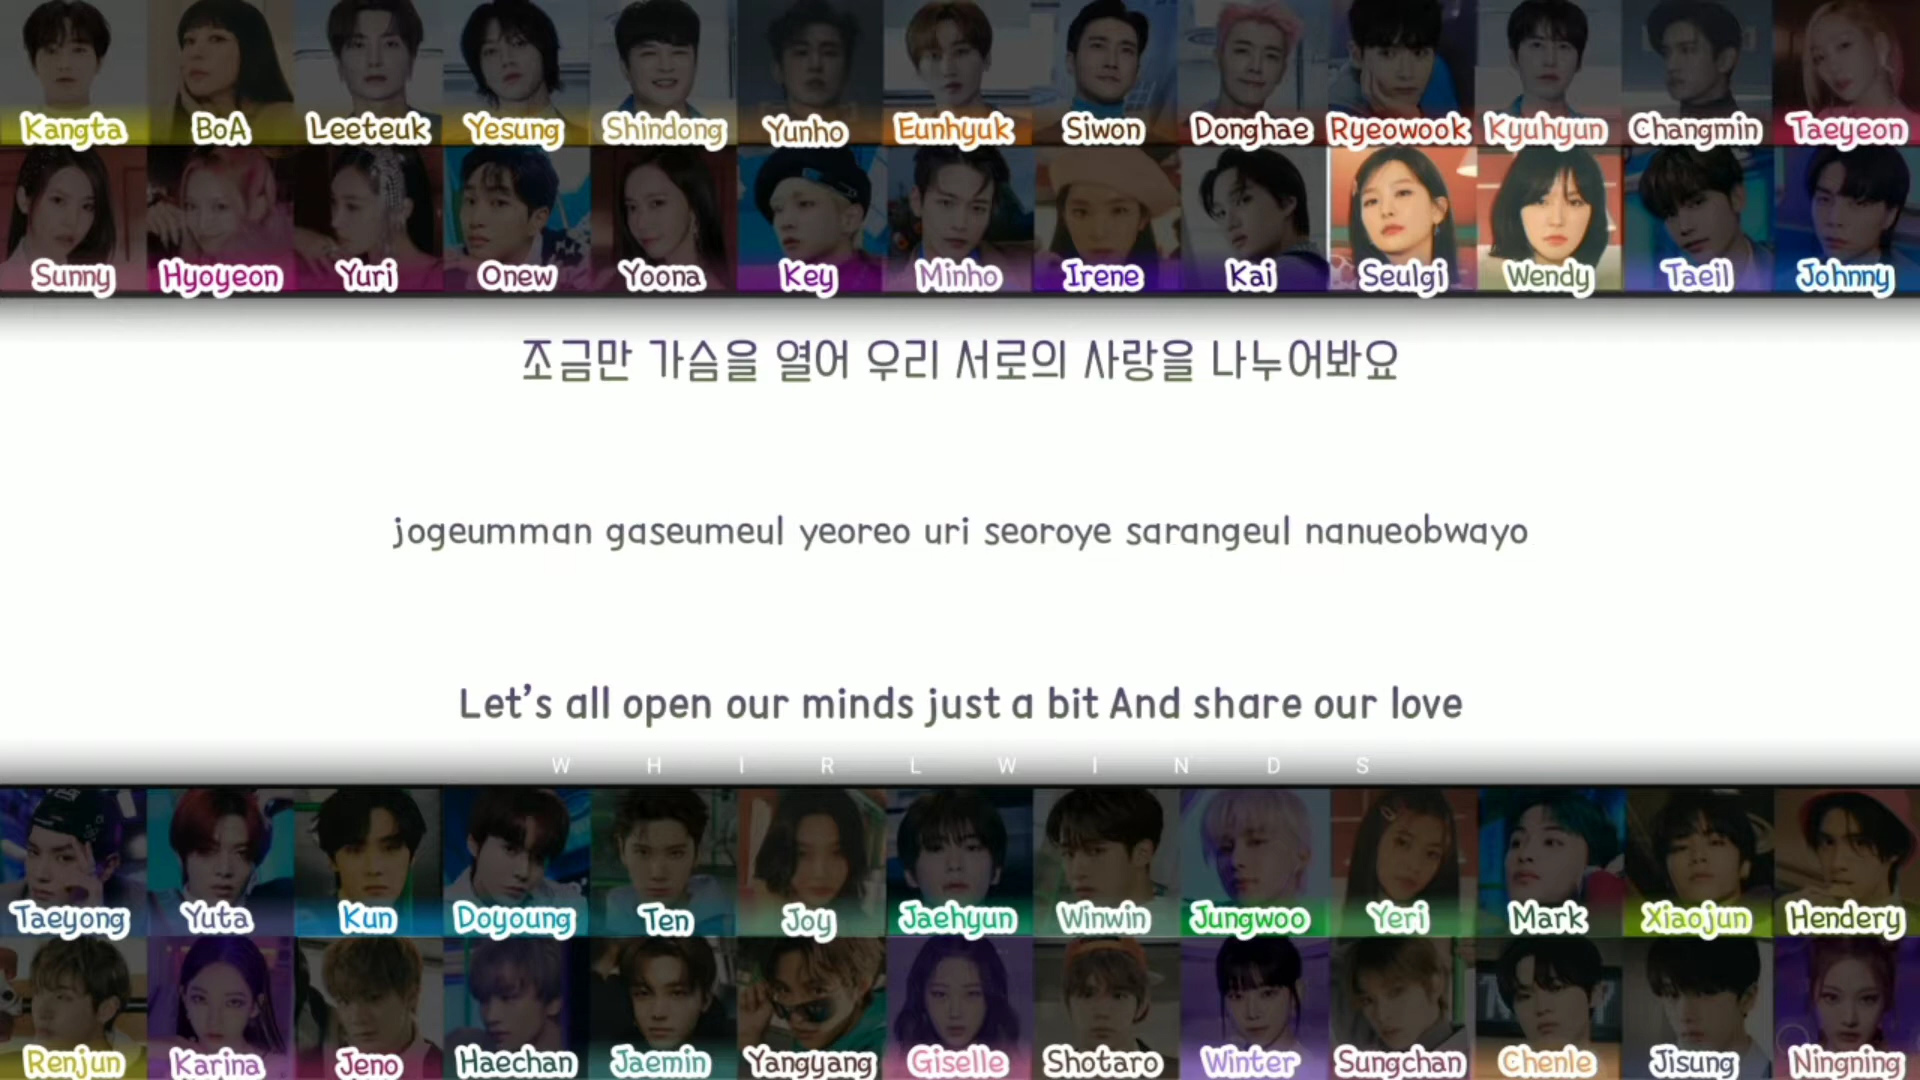 Kangta BoA Leeteuk Yesung Shindong Yunho Eunhyuk Siwon Donghae Ryeowook Kyuhyun Changmin Taeyeon
Sunny Hyoyeon Yuri Onew Yoona Key Minho Irene Kai Seulgi Wendy Taeil Johnny
조금만 가슴을 열어 우리 서로의 사랑을 나누어봐요
jogeumman gaseumeul yeoreo uri seoroye sarangeul nanueobwayo
Let's all open our minds just a bit And share our love
W H I R L W I N D S
Taeyong Yuta Kun Doyoung Ten Joy Jaehyun Winwin Jungwoo Yeri Mark Xiaojun Hendery
Renjun Karina Jeno Haechan Jaemin Yangyang Giselle Shotaro Winter Sungchan Chenle Jisung Ningning